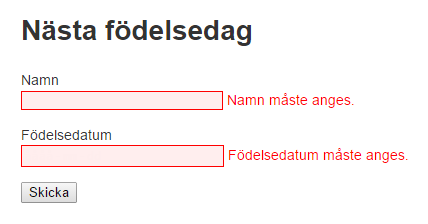 Nästa födelsedag
Namn
Namn måste anges.
Födelsedatum
Födelsedatum måste anges.
Skicka